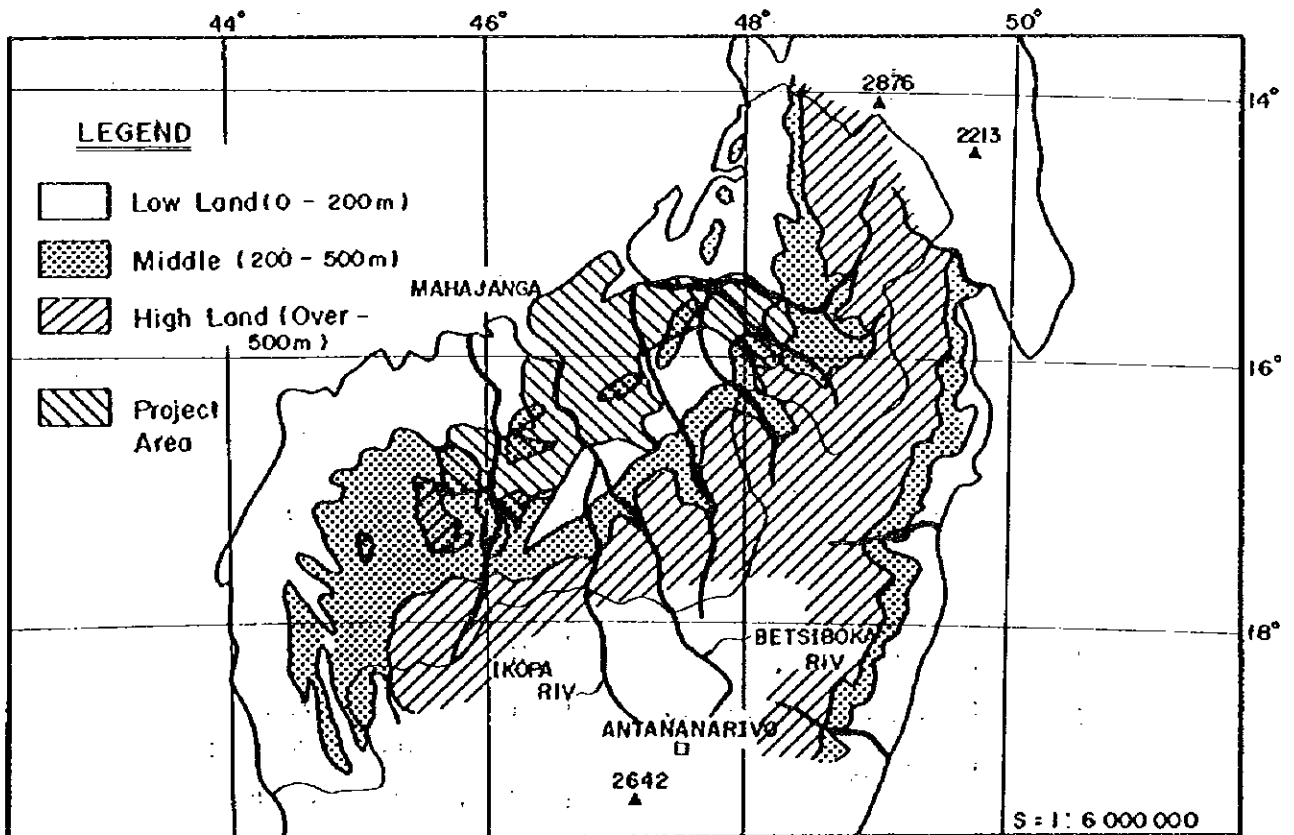 44°
46°
48°
50°
2876
14°
2213
LEGEND
Low Land (0 - 200m)
Middle (200 - 500m)
High Land (Over -
500m)
Project
Area
MAHAJANGA
16°
18°
BETSIBOKA
RIV
IKOPA
RIV
ANTANANARIVO
2642
S = 1 : 6 000 000